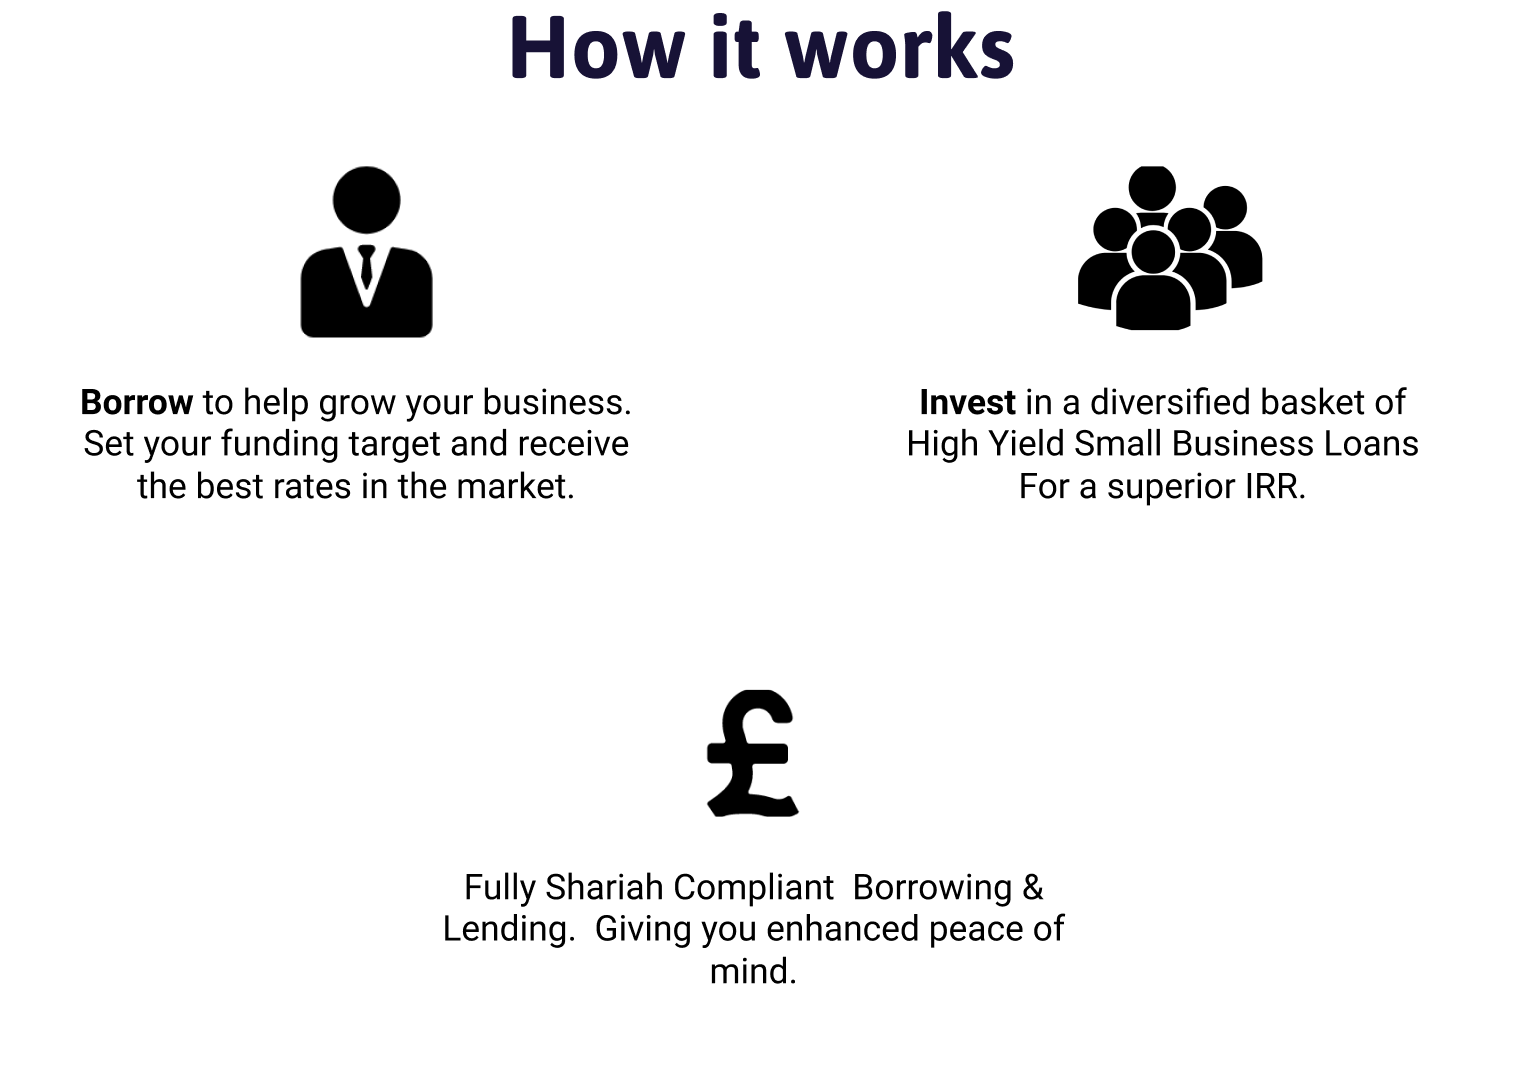 How it works
Borrow to help grow your business.
Set your funding target and receive
the best rates in the market.
Invest in a diversified basket of
High Yield Small Business Loans
For a superior IRR.
£
Fully Shariah Compliant  Borrowing &
Lending.  Giving you enhanced peace of
mind.